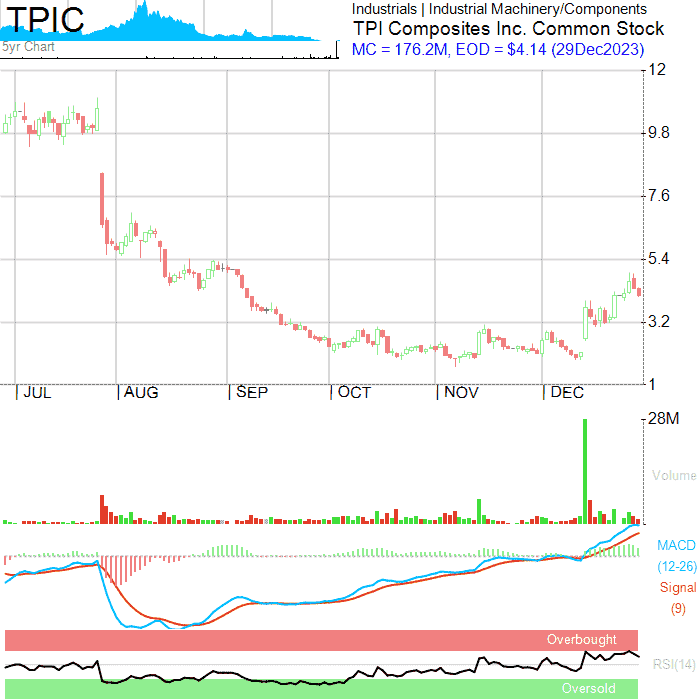 TPIC
5yr Chart
Industrials | Industrial Machinery/Components
TPI Composites Inc. Common Stock
MC = 176.2M, EOD = $4.14 (29Dec2023)
12
9.8
7.6
5.4
3.2
1
JUL AUG SEP OCT NOV DEC
28M
Volume
MACD
(12-26)
Signal
(9)
Overbought
RSI(14)
Oversold